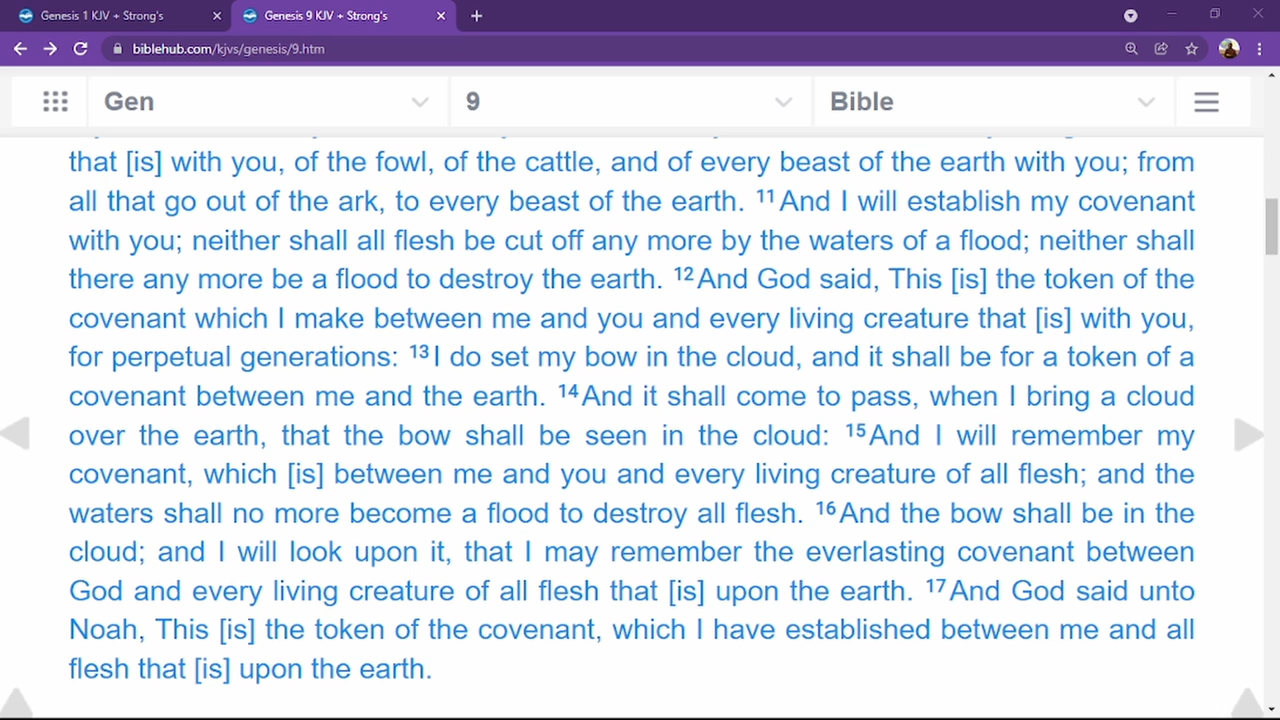 Genesis 1 KJV + Strong's
Genesis 9 KJV + Strong's
biblehub.com/kjvs/genesis/9.htm
Gen 9 Bible
that [is] with you, of the fowl, of the cattle, and of every beast of the earth with you; from
all that go out of the ark, to every beast of the earth. 11 And I will establish my covenant
with you; neither shall all flesh be cut off any more by the waters of a flood; neither shall
there any more be a flood to destroy the earth. 12 And God said, This [is] the token of the
covenant which I make between me and you and every living creature that [is] with you,
for perpetual generations: 13 I do set my bow in the cloud, and it shall be for a token of a
covenant between me and the earth. 14 And it shall come to pass, when I bring a cloud
over the earth, that the bow shall be seen in the cloud: 15 And I will remember my
covenant, which [is] between me and you and every living creature of all flesh; and the
waters shall no more become a flood to destroy all flesh. 16 And the bow shall be in the
cloud; and I will look upon it, that I may remember the everlasting covenant between
God and every living creature of all flesh that [is] upon the earth. 17 And God said unto
Noah, This [is] the token of the covenant, which I have established between me and all
flesh that [is] upon the earth.